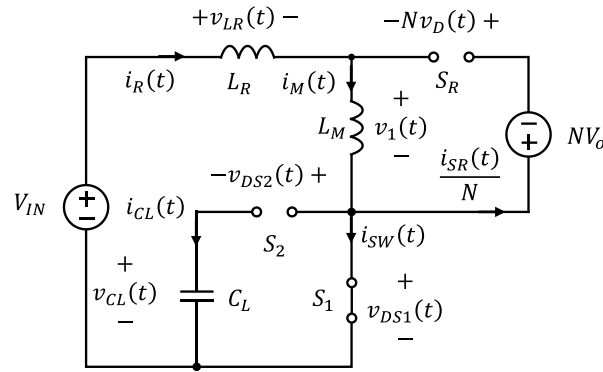 +v_{LR}(t) −
−Nv_D(t) +
i_R(t)
L_R
i_M(t)
S_R
L_M
+
v_1(t)
−
−
+
NV_o
i_{SR}(t)
N
−v_{DS2}(t) +
V_{IN}
+
−
i_{CL}(t)
S_2
i_{SW}(t)
+
v_{CL}(t)
−
C_L
S_1
+
v_{DS1}(t)
−